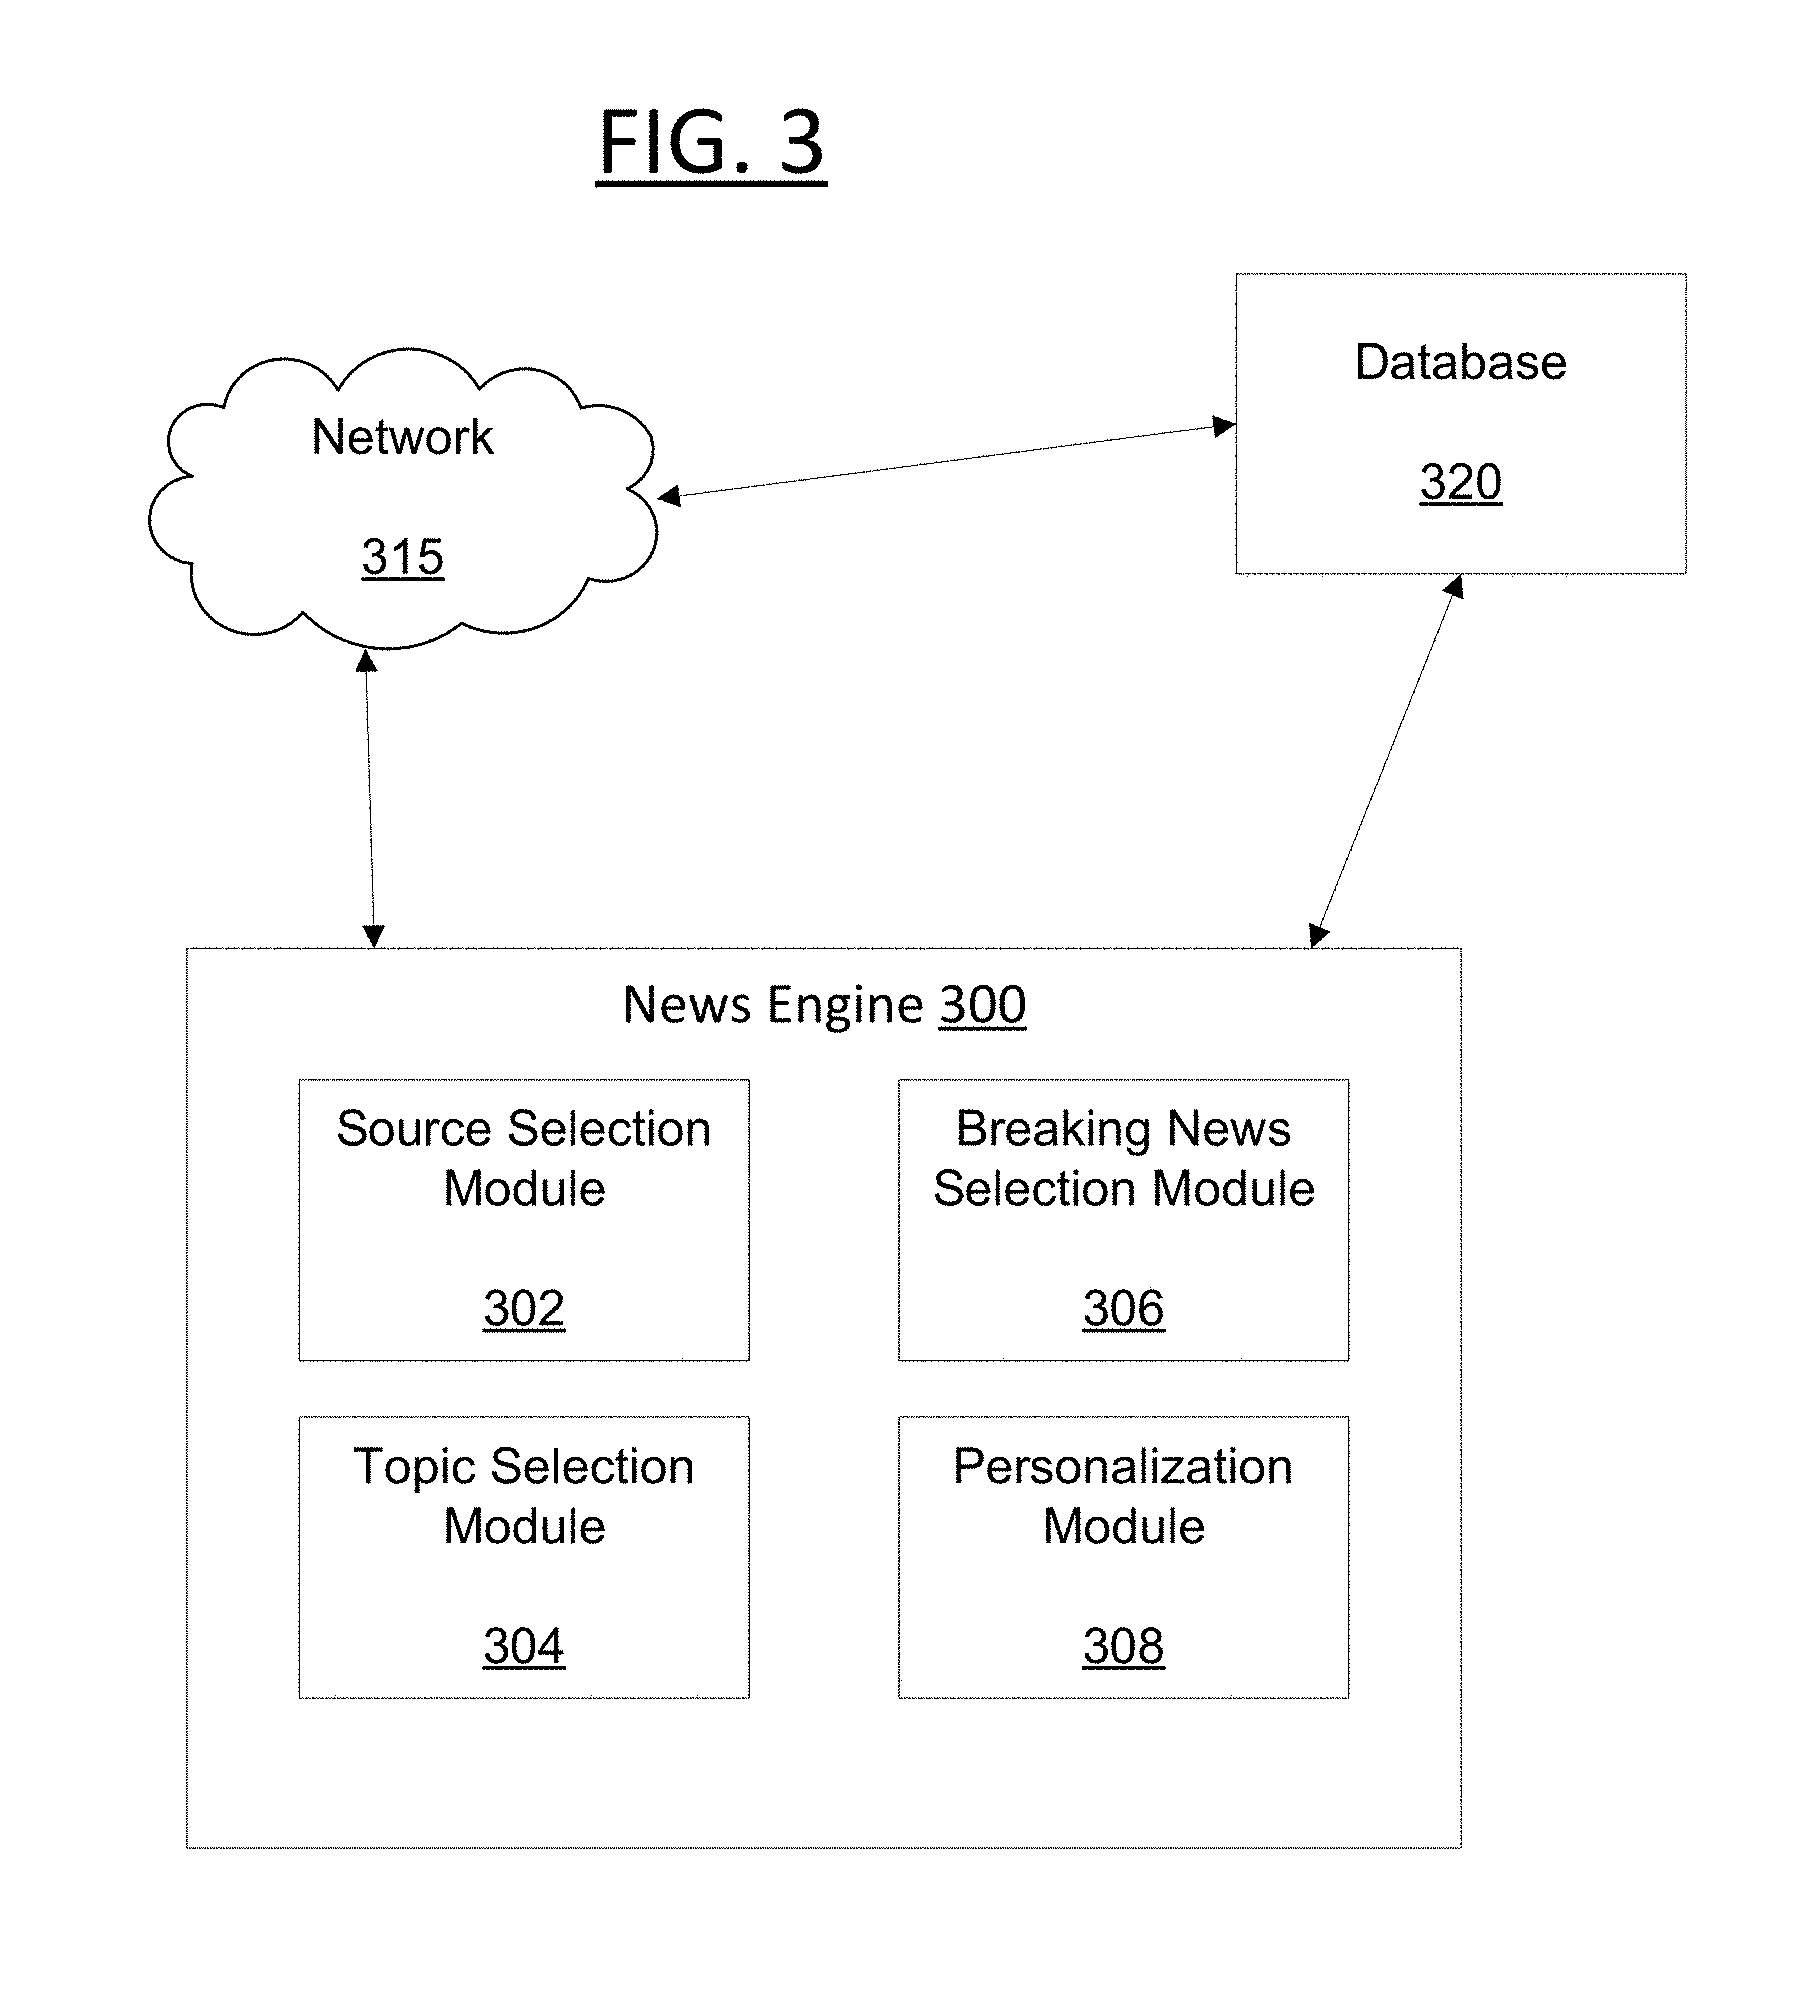 FIG. 3
Network
315
Database
320
News Engine 300
Source Selection
Module
302
Breaking News
Selection Module
306
Topic Selection
Module
304
Personalization
Module
308